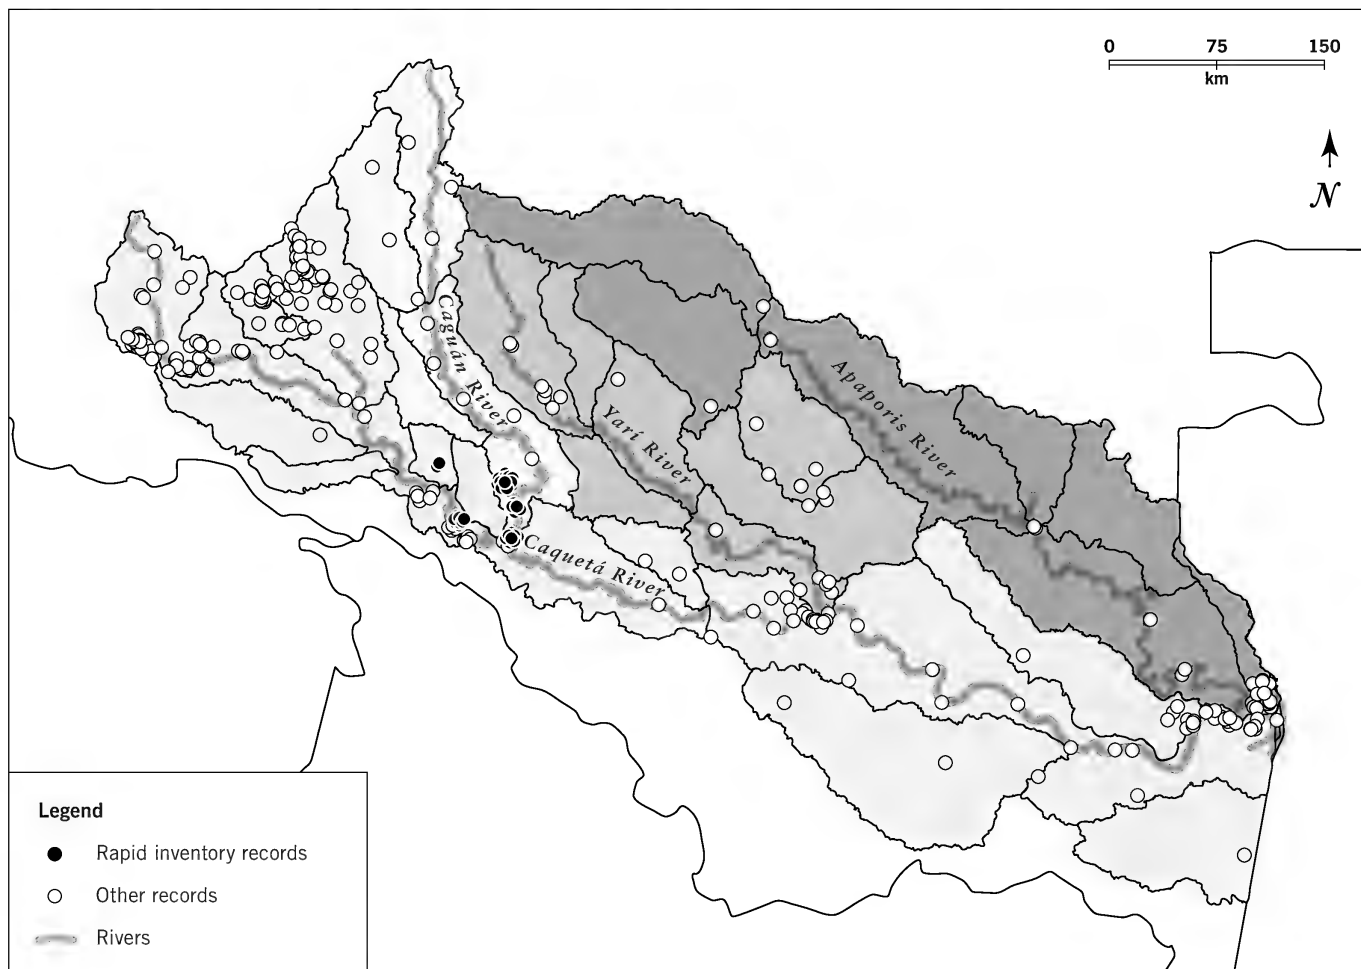 0 75 150
km
N
Caguán River
Yarí River
Apaporis River
Caquetá River
Legend
Rapid inventory records
Other records
Rivers